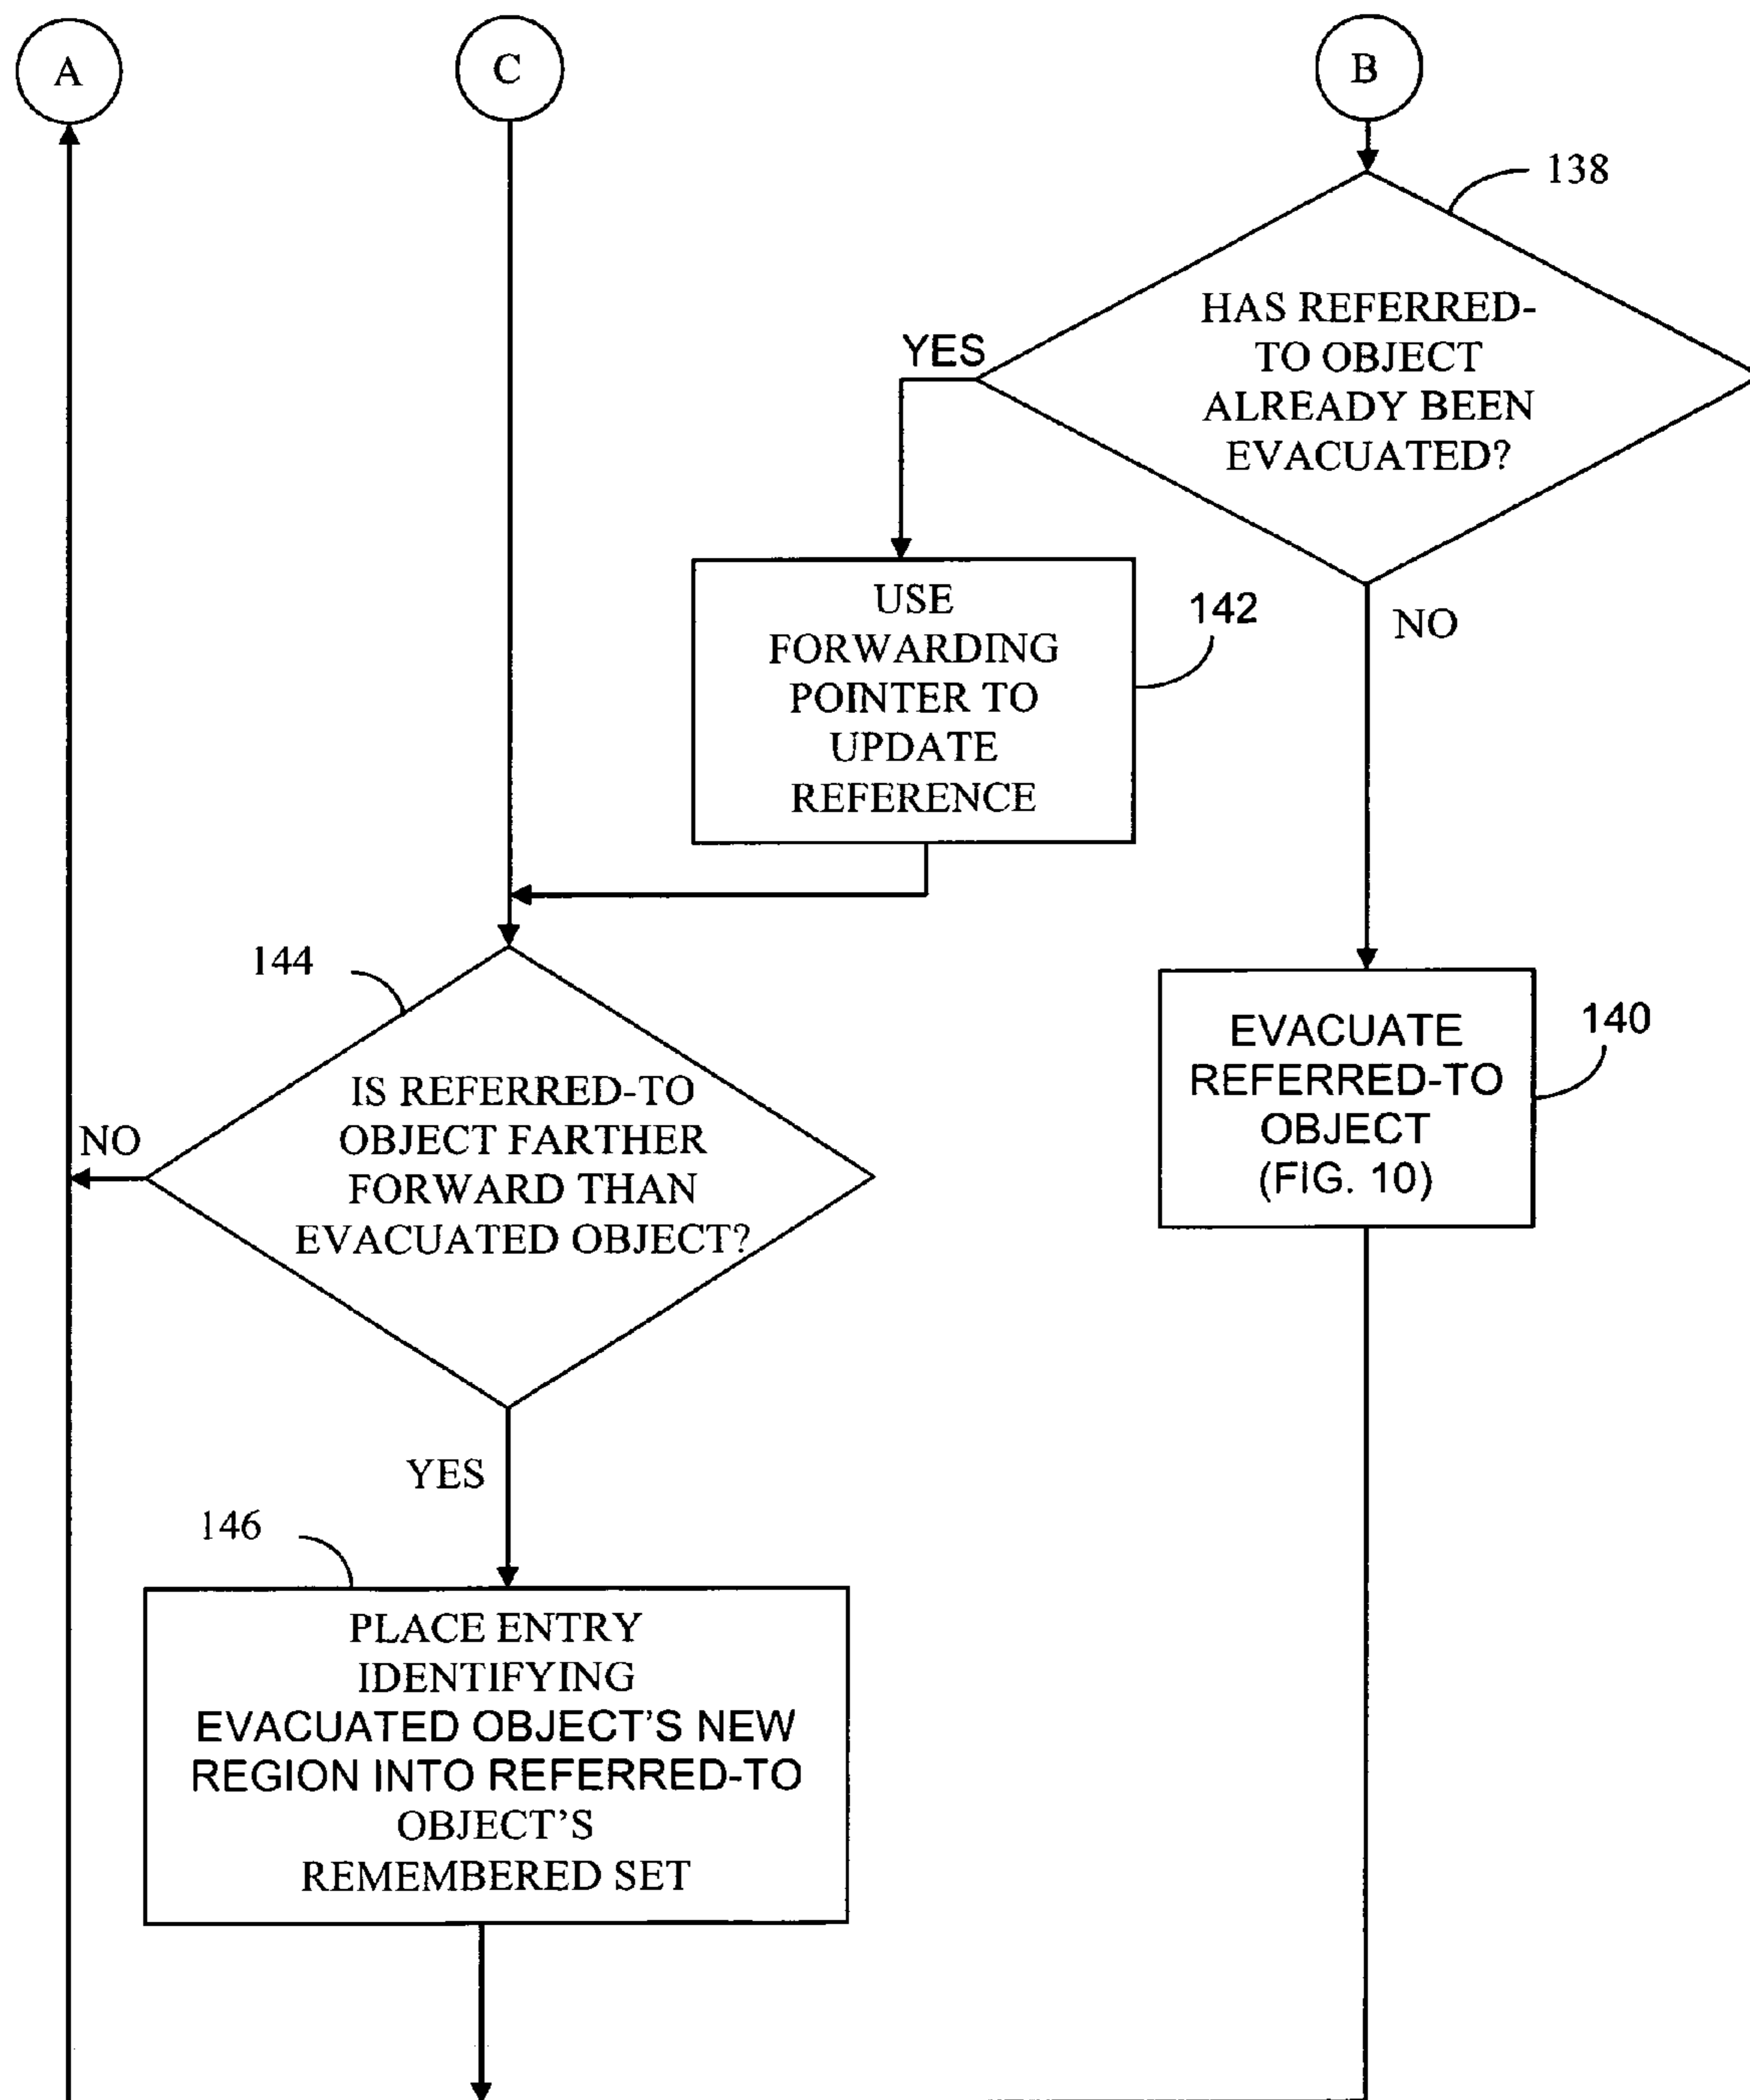 A
C
B
138
HAS REFERRED-
TO OBJECT
ALREADY BEEN
EVACUATED?
YES
NO
USE
FORWARDING
POINTER TO
UPDATE
REFERENCE
142
144
IS REFERRED-TO
OBJECT FARTHER
FORWARD THAN
EVACUATED OBJECT?
NO
YES
EVACUATE
REFERRED-TO
OBJECT
(FIG. 10)
140
146
PLACE ENTRY
IDENTIFYING
EVACUATED OBJECT'S NEW
REGION INTO REFERRED-TO
OBJECT'S
REMEMBERED SET